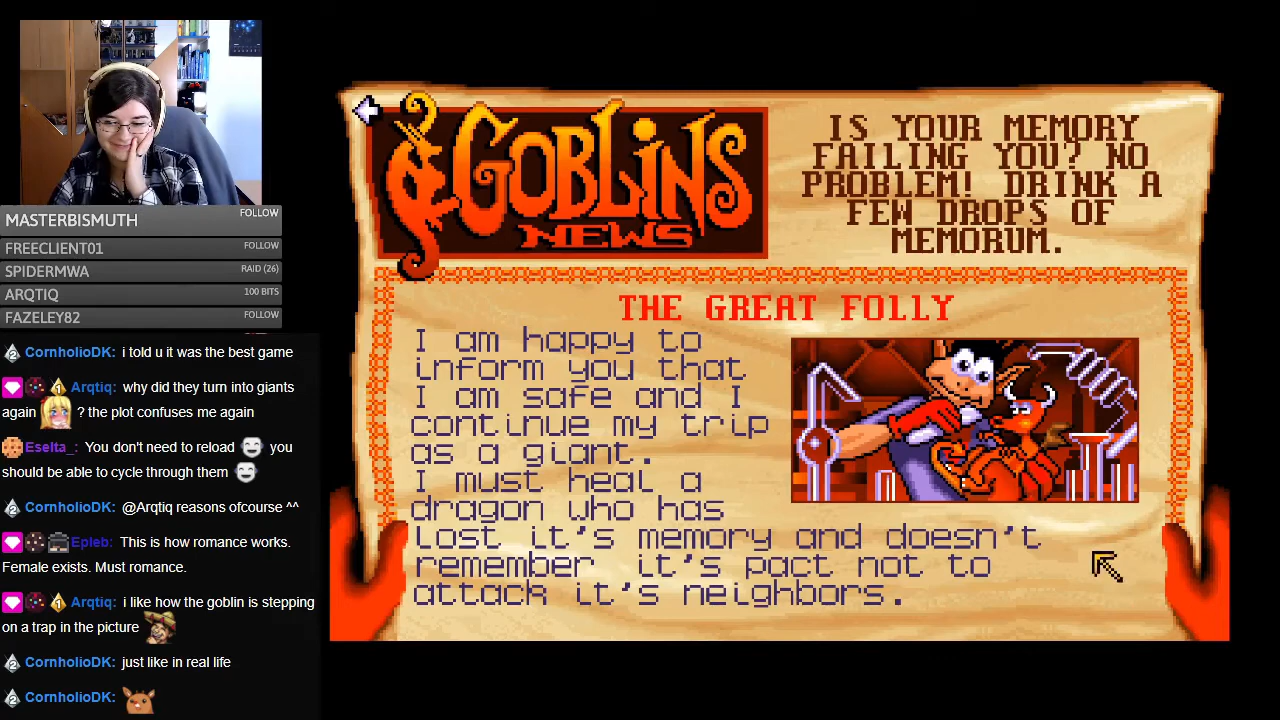 MASTERBISMUTH FOLLOW
FREECLIENT01 FOLLOW
SPIDERMWA RAID (26)
ARQTIQ 100 BITS
FAZELEY82 FOLLOW
CornholioDK: i told u it was the best game
Arqtiq: why did they turn into giants
again ? the plot confuses me again
Eselta_: You don't need to reload you
should be able to cycle through them
CornholioDK: @Arqtiq reasons ofcourse ^^
Epleb: This is how romance works.
Female exists. Must romance.
Arqtiq: i like how the goblin is stepping
on a trap in the picture
CornholioDK: just like in real life
CornholioDK:
GOBLiNS
NEWS
IS YOUR MEMORY
FAILING YOU? NO
PROBLEM! DRINK A
FEW DROPS OF
MEMORUM.
THE GREAT FOLLY
I am happy to
inform you that
I am safe and I
continue my trip
as a giant.
I must heal a
dragon who has
Lost it's memory and doesn't
remember it's pact not to
attack it's neighbors.